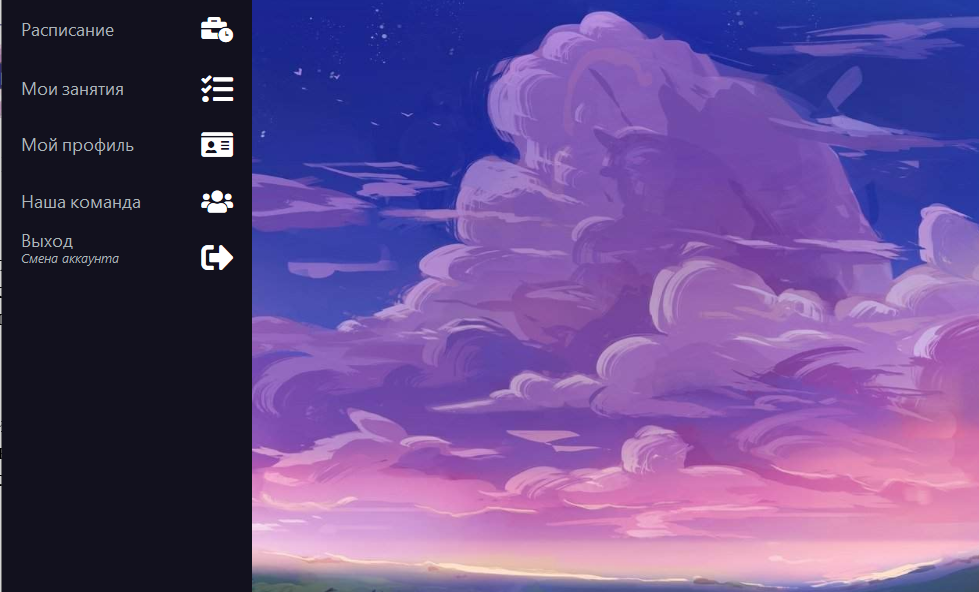 Расписание
Мои занятия
Мой профиль
Наша команда
Выход
Смена аккаунта